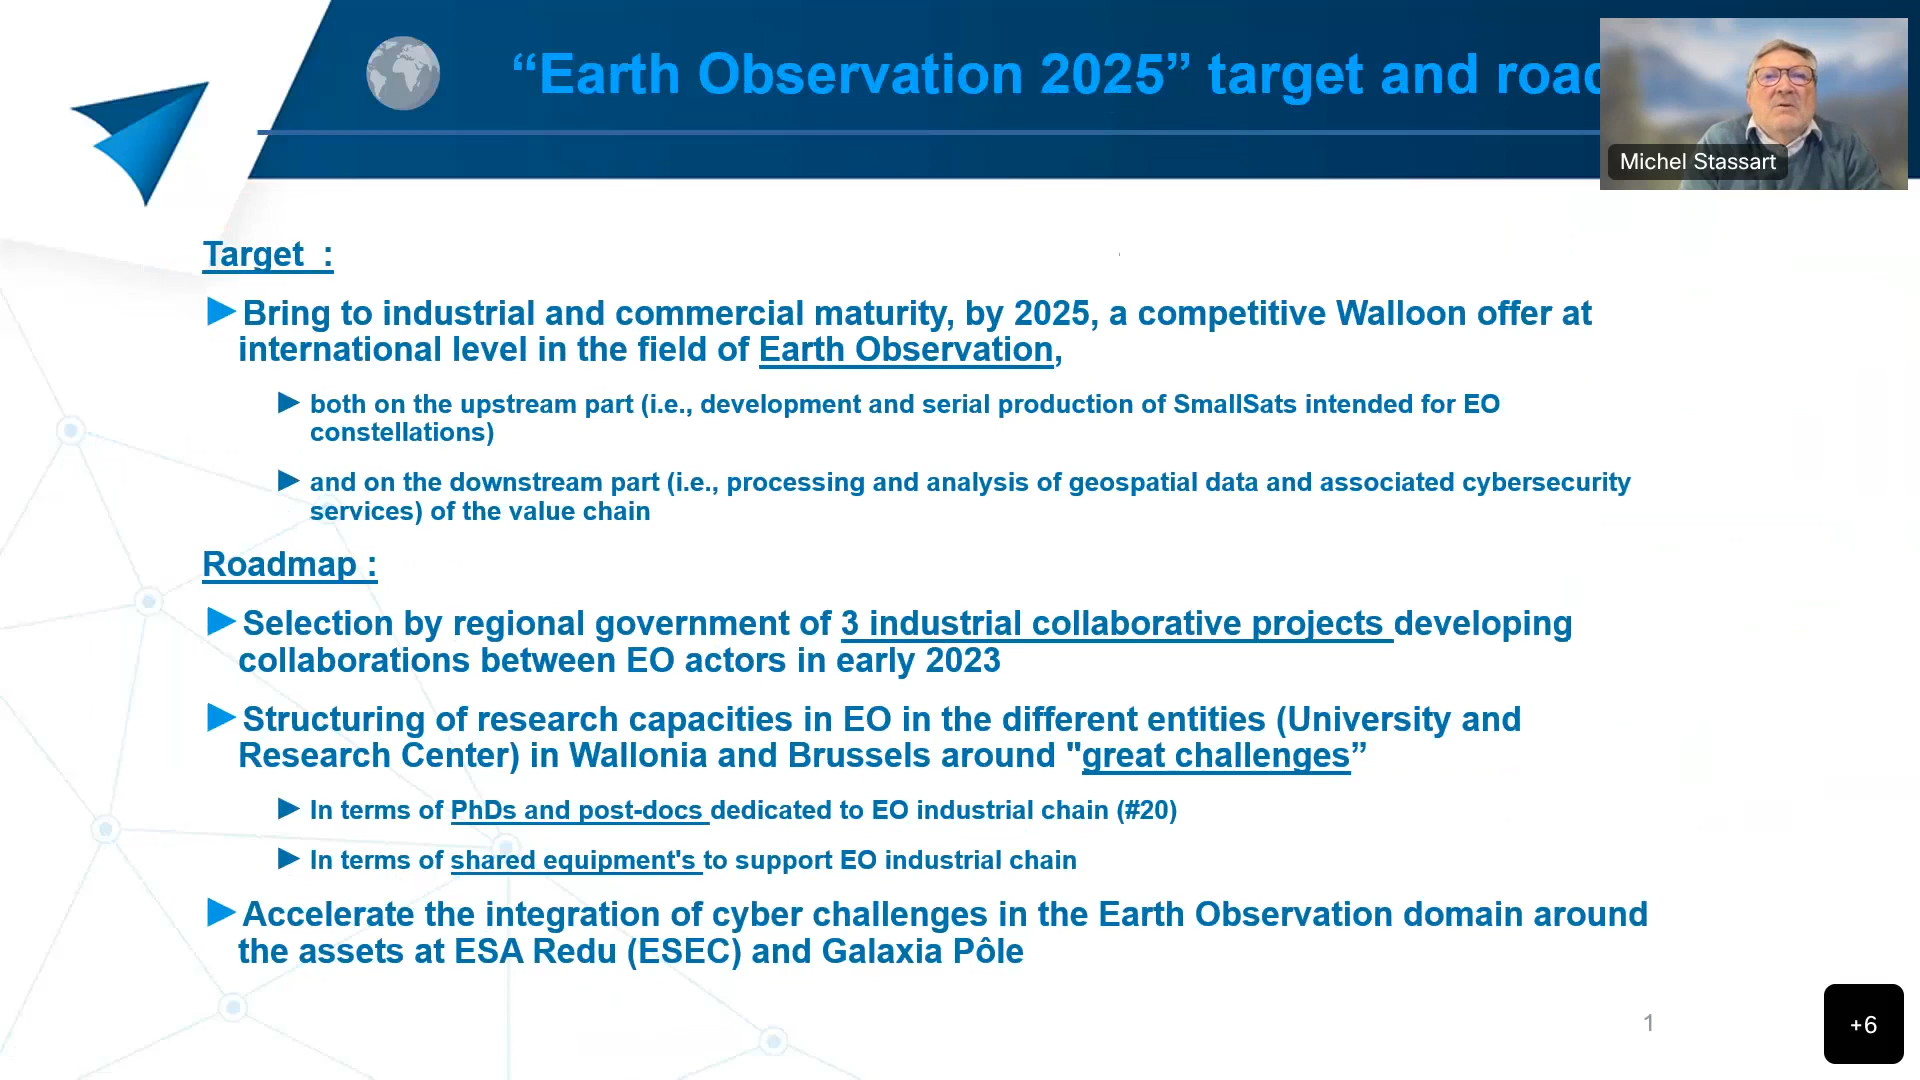 “Earth Observation 2025” target and road
Michel Stassart
Target  :
Bring to industrial and commercial maturity, by 2025, a competitive Walloon offer at
international level in the field of Earth Observation,
both on the upstream part (i.e., development and serial production of SmallSats intended for EO
constellations)
and on the downstream part (i.e., processing and analysis of geospatial data and associated cybersecurity
services) of the value chain
Roadmap :
Selection by regional government of 3 industrial collaborative projects developing
collaborations between EO actors in early 2023
Structuring of research capacities in EO in the different entities (University and
Research Center) in Wallonia and Brussels around "great challenges”
In terms of PhDs and post-docs dedicated to EO industrial chain (#20)
In terms of shared equipment's to support EO industrial chain
Accelerate the integration of cyber challenges in the Earth Observation domain around
the assets at ESA Redu (ESEC) and Galaxia Pôle
1
+6